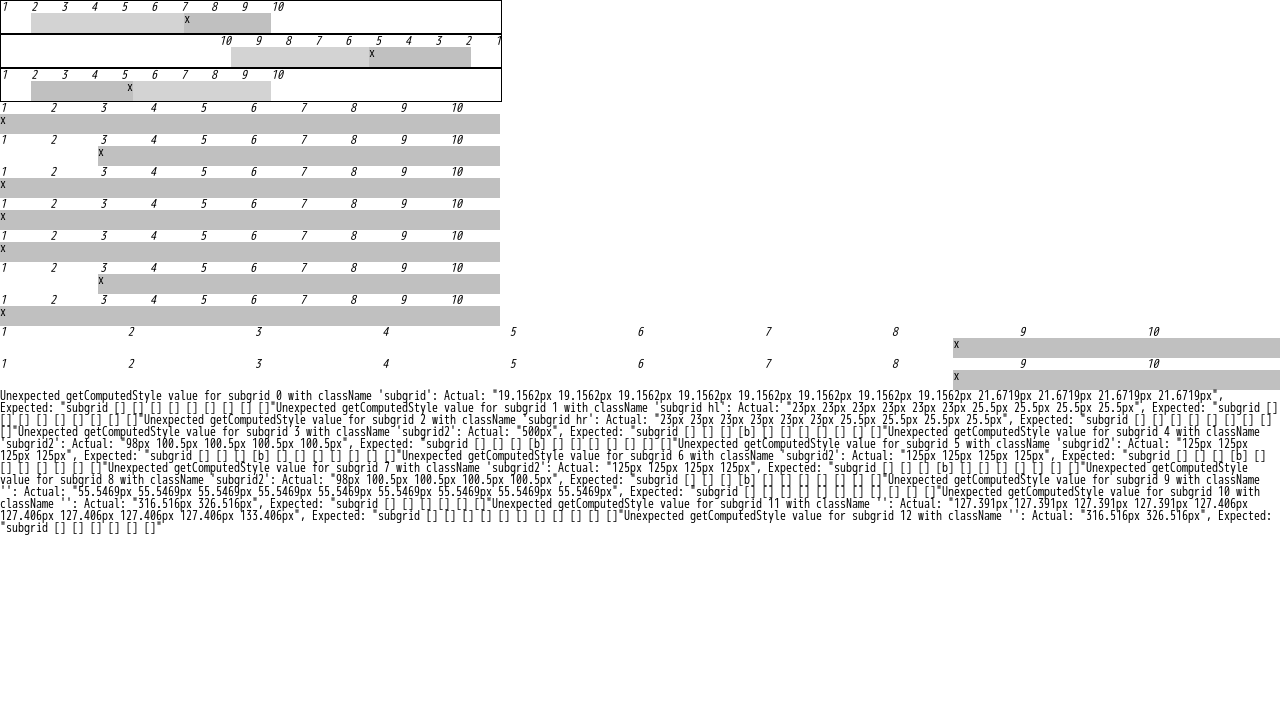 1 2 3 4 5 6 7 8 9 10
x
10 9 8 7 6 5 4 3 2 1
x
1 2 3 4 5 6 7 8 9 10
x
1 2 3 4 5 6 7 8 9 10
x
1 2 3 4 5 6 7 8 9 10
x
1 2 3 4 5 6 7 8 9 10
x
1 2 3 4 5 6 7 8 9 10
x
1 2 3 4 5 6 7 8 9 10
x
1 2 3 4 5 6 7 8 9 10
x
1 2 3 4 5 6 7 8 9 10
x
1 2 3 4 5 6 7 8 9 10
x
1 2 3 4 5 6 7 8 9 10
x
Unexpected getComputedStyle value for subgrid 0 with className 'subgrid': Actual: "19.1562px 19.1562px 19.1562px 19.1562px 19.1562px 19.1562px 19.1562px 19.1562px 21.6719px 21.6719px 21.6719px 21.6719px",
Expected: "subgrid [] [] [] [] [] [] [] [] []"Unexpected getComputedStyle value for subgrid 1 with className 'subgrid hl': Actual: "23px 23px 23px 23px 23px 23px 25.5px 25.5px 25.5px 25.5px", Expected: "subgrid [] []
[] [] [] [] [] [] []"Unexpected getComputedStyle value for subgrid 2 with className 'subgrid hr': Actual: "23px 23px 23px 23px 23px 23px 25.5px 25.5px 25.5px 25.5px", Expected: "subgrid [] [] [] [] [] [] [] []
[]"Unexpected getComputedStyle value for subgrid 3 with className 'subgrid2': Actual: "500px", Expected: "subgrid [] [] [] [b] [] [] [] [] [] [] []"Unexpected getComputedStyle value for subgrid 4 with className
'subgrid2': Actual: "98px 100.5px 100.5px 100.5px 100.5px", Expected: "subgrid [] [] [] [b] [] [] [] [] [] [] []"Unexpected getComputedStyle value for subgrid 5 with className 'subgrid2': Actual: "125px 125px
125px 125px", Expected: "subgrid [] [] [] [b] [] [] [] [] [] [] []"Unexpected getComputedStyle value for subgrid 6 with className 'subgrid2': Actual: "125px 125px 125px 125px", Expected: "subgrid [] [] [] [b] []
[] [] [] [] [] []"Unexpected getComputedStyle value for subgrid 7 with className 'subgrid2': Actual: "125px 125px 125px 125px", Expected: "subgrid [] [] [] [b] [] [] [] [] [] [] []"Unexpected getComputedStyle
value for subgrid 8 with className 'subgrid2': Actual: "98px 100.5px 100.5px 100.5px 100.5px", Expected: "subgrid [] [] [] [b] [] [] [] [] [] [] []"Unexpected getComputedStyle value for subgrid 9 with className
'': Actual: "55.5469px 55.5469px 55.5469px 55.5469px 55.5469px 55.5469px 55.5469px 55.5469px 55.5469px", Expected: "subgrid [] [] [] [] [] [] [] [] [] [] []"Unexpected getComputedStyle value for subgrid 10 with
className '': Actual: "316.516px 326.516px", Expected: "subgrid [] [] [] [] [] []"Unexpected getComputedStyle value for subgrid 11 with className '': Actual: "127.391px 127.391px 127.391px 127.391px 127.406px
127.406px 127.406px 127.406px 127.406px 133.406px", Expected: "subgrid [] [] [] [] [] [] [] [] [] [] []"Unexpected getComputedStyle value for subgrid 12 with className '': Actual: "316.516px 326.516px", Expected:
"subgrid [] [] [] [] [] []"